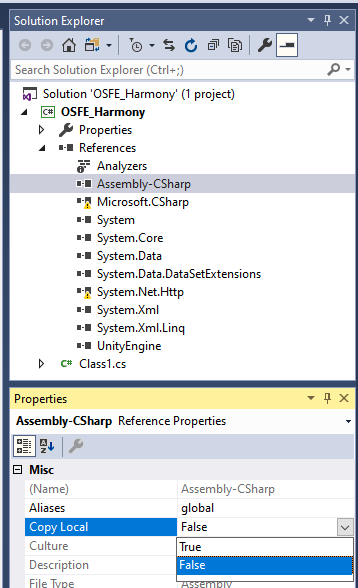 Solution Explorer
Search Solution Explorer (Ctrl+;)
Solution 'OSFE_Harmony' (1 project)
C# OSFE_Harmony
Properties
References
Analyzers
Assembly-CSharp
Microsoft.CSharp
System
System.Core
System.Data
System.Data.DataSetExtensions
System.Net.Http
System.Xml
System.Xml.Linq
UnityEngine
C# Class1.cs
Properties
Assembly-CSharp Reference Properties
Misc
(Name) Assembly-CSharp
Aliases global
Copy Local False
Culture True
Description False
File Type Assembly